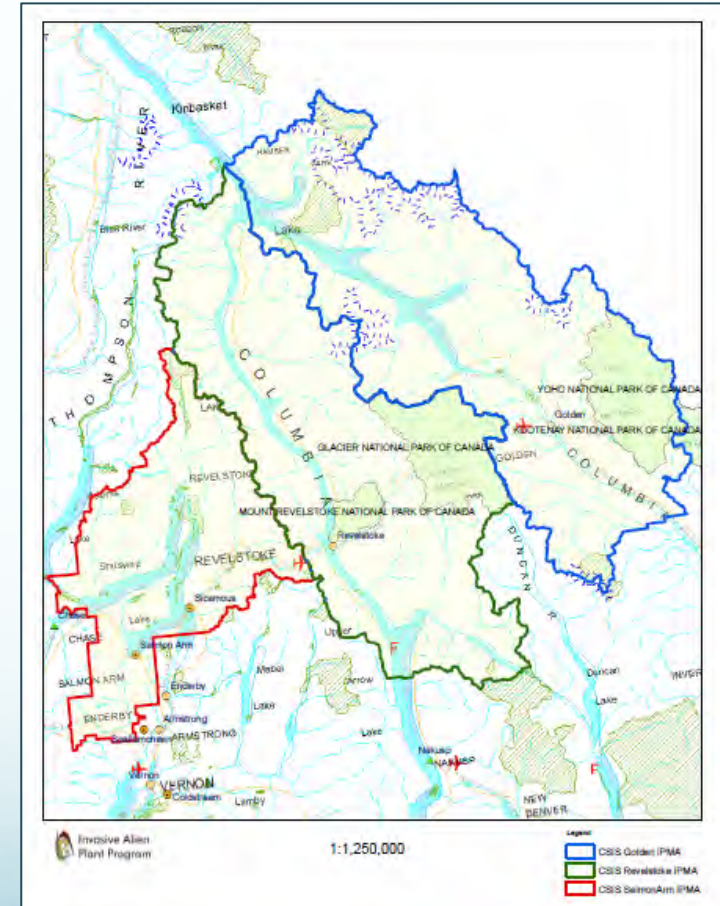 Kinbasket
RIVER
THOMPSON
Lake
COLUMBIA
YOHO NATIONAL PARK OF CANADA
Golden
KOOTENAY NATIONAL PARK OF CANADA
GOLDEN
COLUMBIA
GLACIER NATIONAL PARK OF CANADA
LAKE
REVELSTOKE
MOUNT REVELSTOKE NATIONAL PARK OF CANADA
Revelstoke
REVELSTOKE
DUNCAN R
Lake
Shuswap
Sicamous
Chase
CHASE
Lake
Salmon Arm
Upper
F
SALMON ARM
Mabel
Enderby
Arrow
Duncan
INVER
Lake
Lake
ENDERBY
Armstrong
ARMSTRONG
Lake
Spallumcheen
Nakusp
NAKUSP
F
Vernon
VERNON
Coldstream
Lumby
NEW
DENVER
Invasive Alien
Plant Program
1:1,250,000
Legend
CSIS Golden IPMA
CSIS Revelstoke IPMA
CSIS SalmonArm IPMA